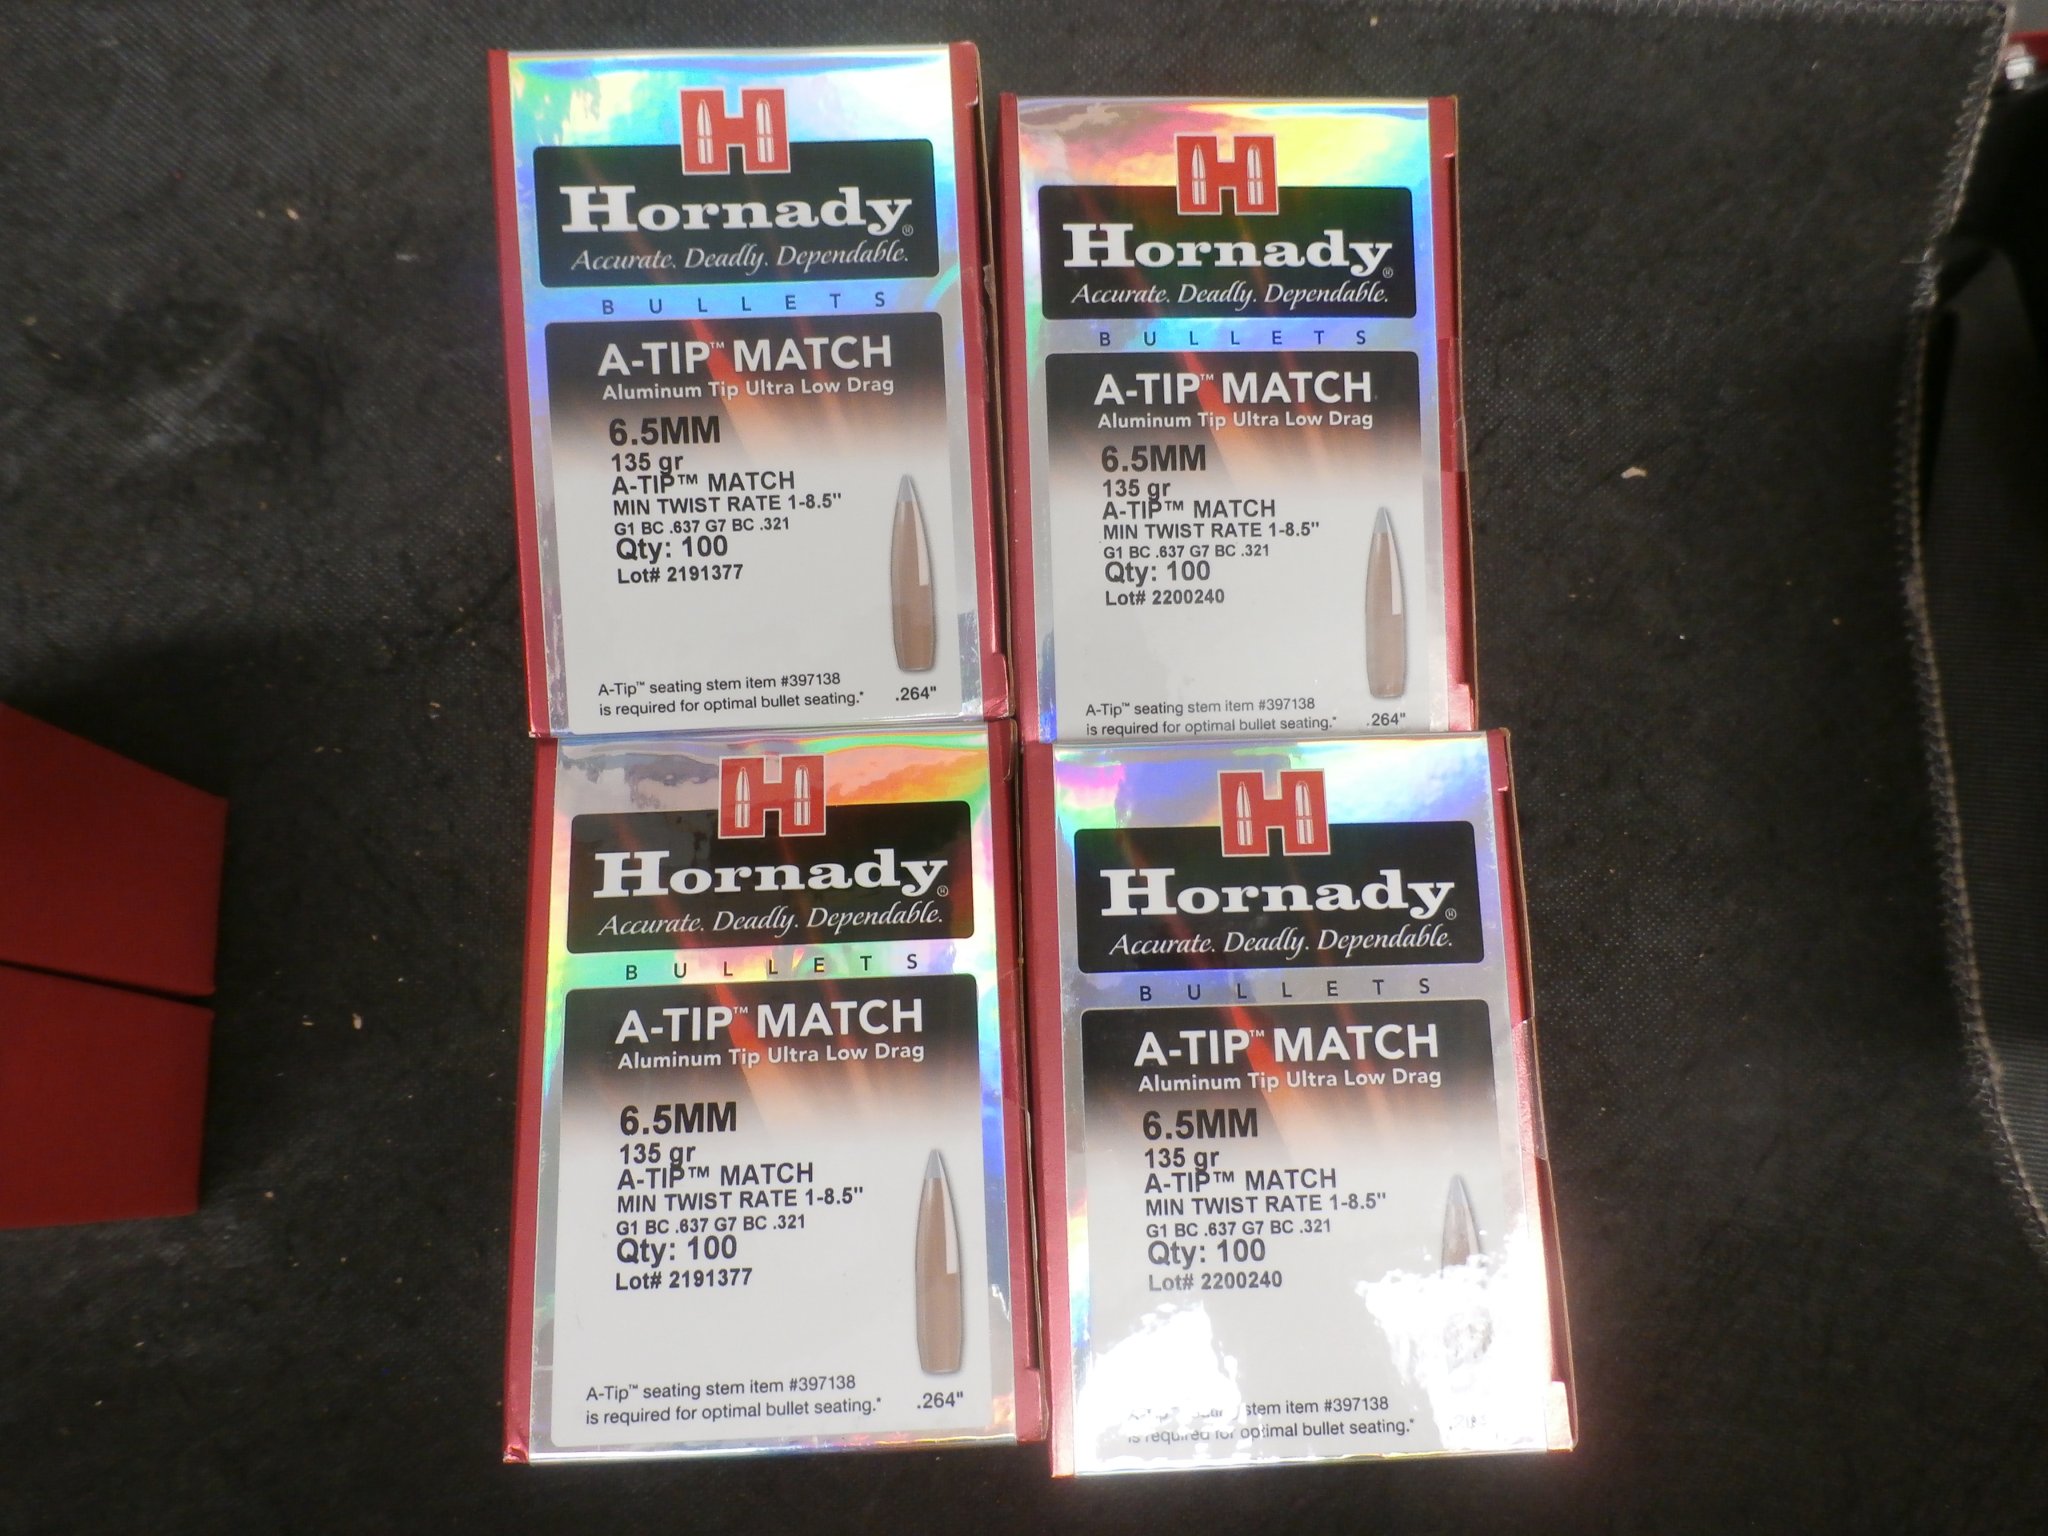 Hornady®
Accurate. Deadly. Dependable.
BULLETS
A-TIP™ MATCH
Aluminum Tip Ultra Low Drag
6.5MM
135 gr
A-TIP™ MATCH
MIN TWIST RATE 1-8.5"
G1 BC .637 G7 BC .321
Qty: 100
Lot# 2191377
A-Tip™ seating stem item #397138
is required for optimal bullet seating.*
.264"
Hornady®
Accurate. Deadly. Dependable.
BULLETS
A-TIP™ MATCH
Aluminum Tip Ultra Low Drag
6.5MM
135 gr
A-TIP™ MATCH
MIN TWIST RATE 1-8.5"
G1 BC .637 G7 BC .321
Qty: 100
Lot# 2200240
A-Tip™ seating stem item #397138
is required for optimal bullet seating.*
.264"
Hornady®
Accurate. Deadly. Dependable.
BULLETS
A-TIP™ MATCH
Aluminum Tip Ultra Low Drag
6.5MM
135 gr
A-TIP™ MATCH
MIN TWIST RATE 1-8.5"
G1 BC .637 G7 BC .321
Qty: 100
Lot# 2191377
A-Tip™ seating stem item #397138
is required for optimal bullet seating.*
.264"
Hornady®
Accurate. Deadly. Dependable.
BULLETS
A-TIP™ MATCH
Aluminum Tip Ultra Low Drag
6.5MM
135 gr
A-TIP™ MATCH
MIN TWIST RATE 1-8.5"
G1 BC .637 G7 BC .321
Qty: 100
Lot# 2200240
stem item #397138
is required for optimal bullet seating.*